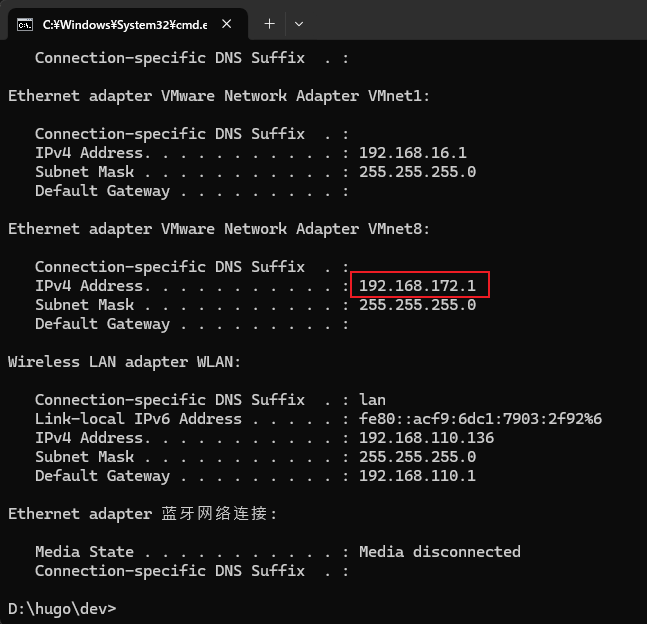 C:¥Windows¥System32¥cmd.e
Connection-specific DNS Suffix  . :
Ethernet adapter VMware Network Adapter VMnet1:
Connection-specific DNS Suffix  . :
IPv4 Address. . . . . . . . . . . : 192.168.16.1
Subnet Mask . . . . . . . . . . . : 255.255.255.0
Default Gateway . . . . . . . . . :
Ethernet adapter VMware Network Adapter VMnet8:
Connection-specific DNS Suffix  . :
IPv4 Address. . . . . . . . . . . : 192.168.172.1
Subnet Mask . . . . . . . . . . . : 255.255.255.0
Default Gateway . . . . . . . . . :
Wireless LAN adapter WLAN:
Connection-specific DNS Suffix  . : lan
Link-local IPv6 Address . . . . . : fe80::acf9:6dc1:7903:2f92%6
IPv4 Address. . . . . . . . . . . : 192.168.110.136
Subnet Mask . . . . . . . . . . . : 255.255.255.0
Default Gateway . . . . . . . . . : 192.168.110.1
Ethernet adapter 蓝牙网络连接:
Media State . . . . . . . . . . . : Media disconnected
Connection-specific DNS Suffix  . :
D:\hugo\dev>